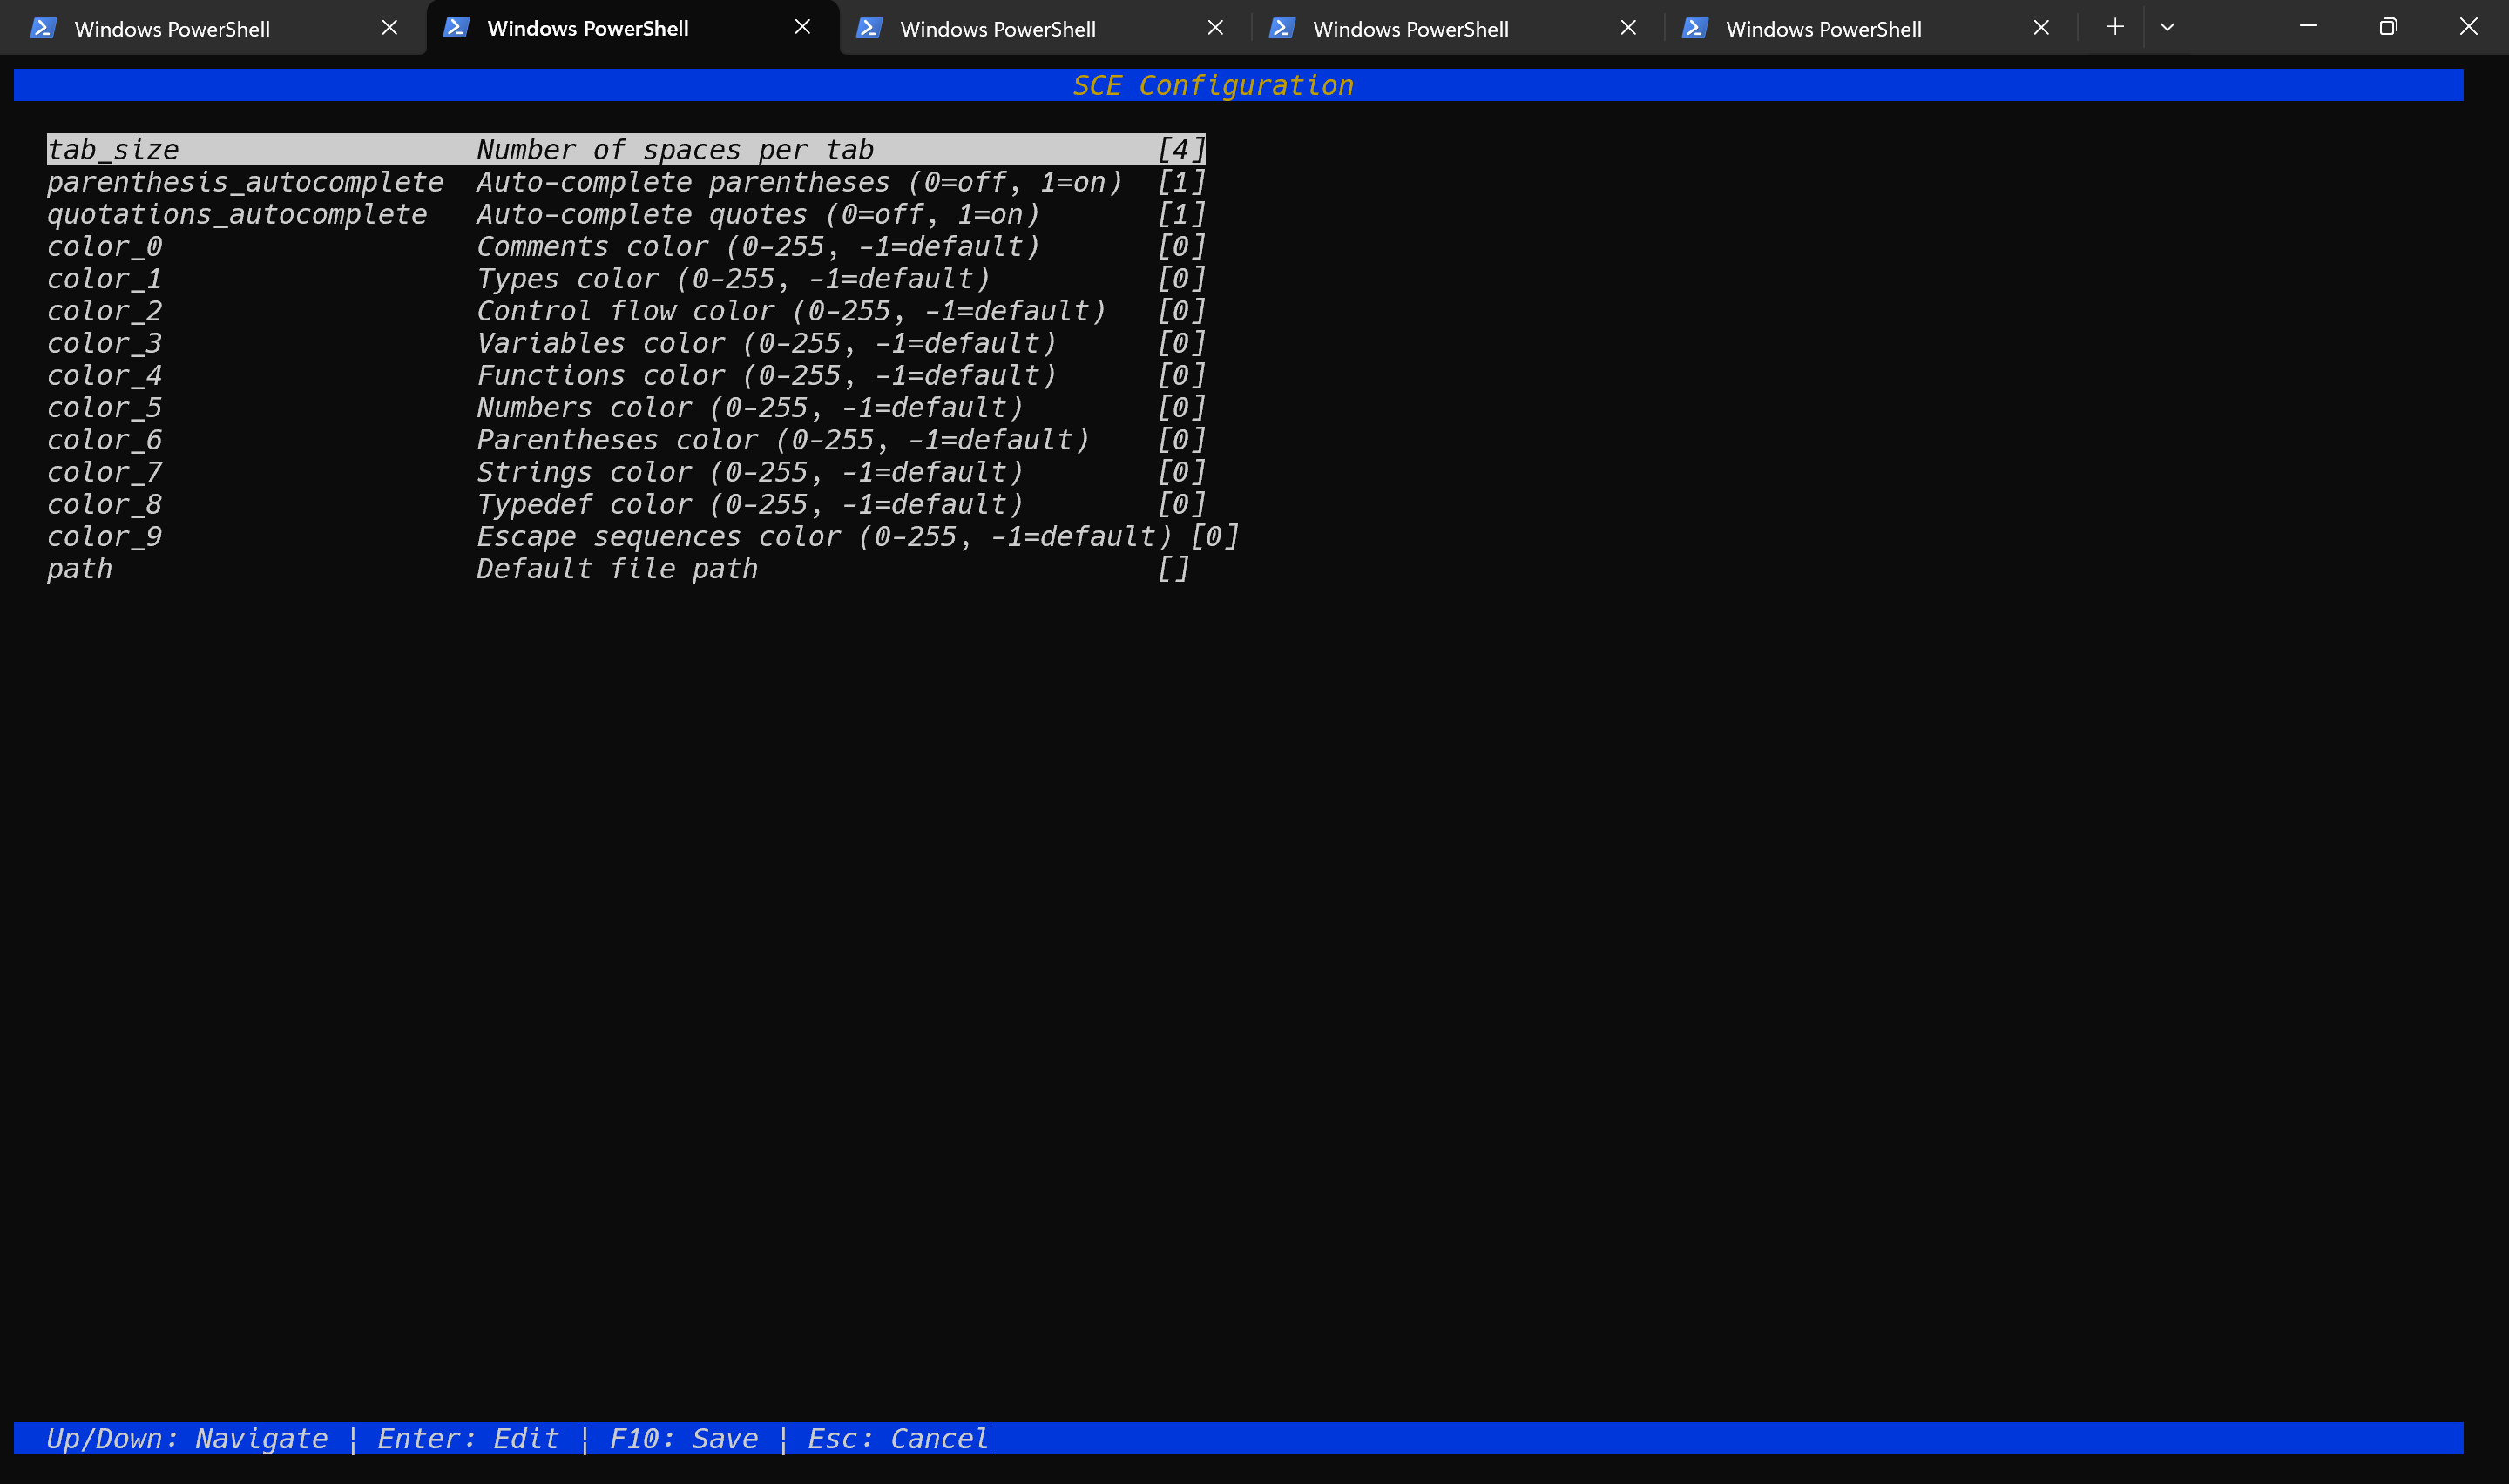 Windows PowerShell Windows PowerShell Windows PowerShell Windows PowerShell Windows PowerShell
SCE Configuration
tab_size Number of spaces per tab [4]
parenthesis_autocomplete Auto-complete parentheses (0=off, 1=on) [1]
quotations_autocomplete Auto-complete quotes (0=off, 1=on) [1]
color_0 Comments color (0-255, -1=default) [0]
color_1 Types color (0-255, -1=default) [0]
color_2 Control flow color (0-255, -1=default) [0]
color_3 Variables color (0-255, -1=default) [0]
color_4 Functions color (0-255, -1=default) [0]
color_5 Numbers color (0-255, -1=default) [0]
color_6 Parentheses color (0-255, -1=default) [0]
color_7 Strings color (0-255, -1=default) [0]
color_8 Typedef color (0-255, -1=default) [0]
color_9 Escape sequences color (0-255, -1=default) [0]
path Default file path []
Up/Down: Navigate | Enter: Edit | F10: Save | Esc: Cancel